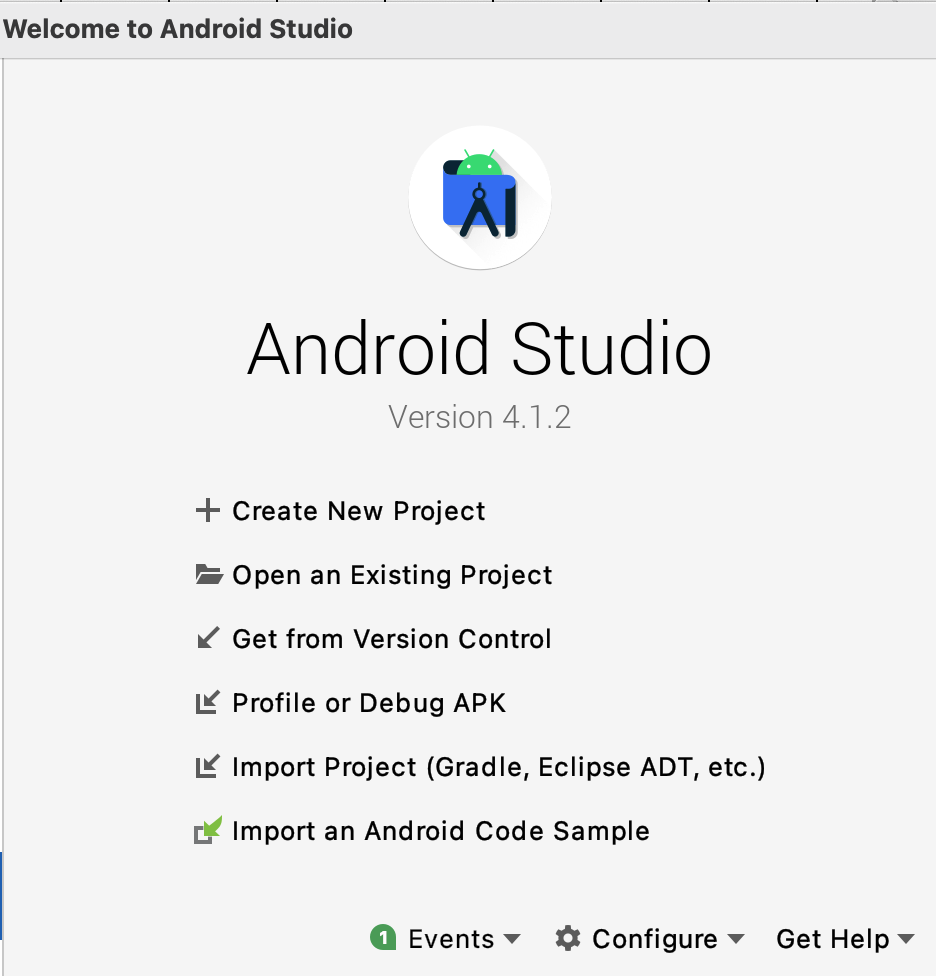 Welcome to Android Studio
Android Studio
Version 4.1.2
Create New Project
Open an Existing Project
Get from Version Control
Profile or Debug APK
Import Project (Gradle, Eclipse ADT, etc.)
Import an Android Code Sample
1 Events Configure Get Help